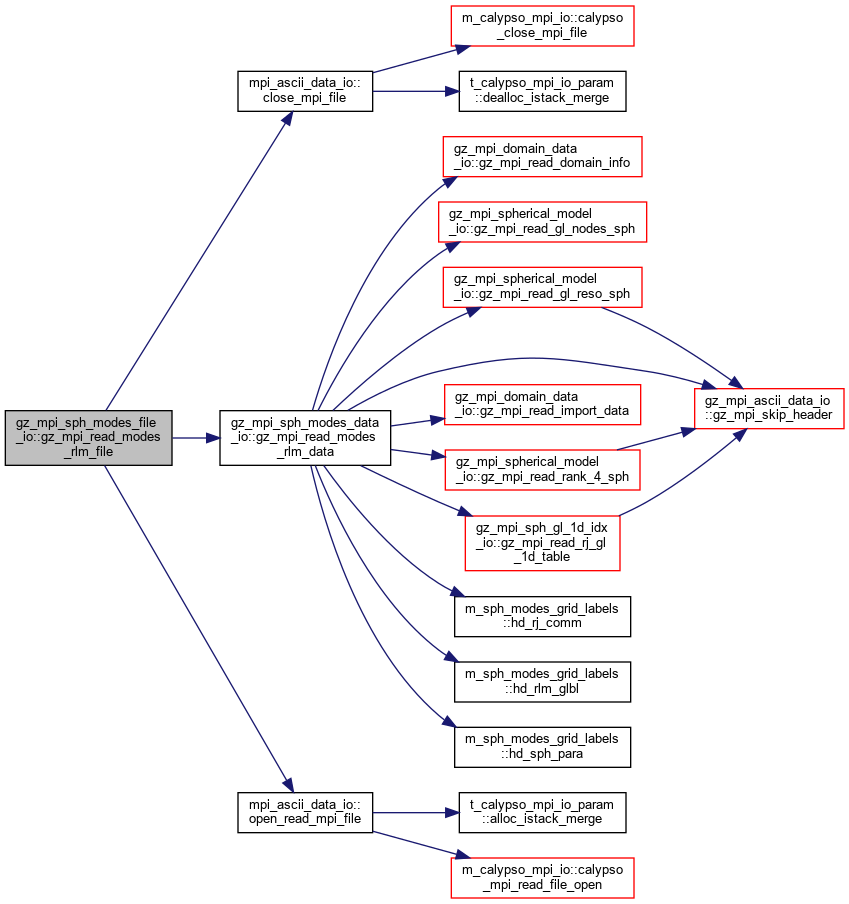 m_calypso_mpi_io::calypso
_close_mpi_file
mpi_ascii_data_io::
close_mpi_file
t_calypso_mpi_io_param
::dealloc_istack_merge
gz_mpi_domain_data
_io::gz_mpi_read_domain_info
gz_mpi_spherical_model
_io::gz_mpi_read_gl_nodes_sph
gz_mpi_spherical_model
_io::gz_mpi_read_gl_reso_sph
gz_mpi_ascii_data_io
::gz_mpi_skip_header
gz_mpi_domain_data
_io::gz_mpi_read_import_data
gz_mpi_sph_modes_file
_io::gz_mpi_read_modes
_rlm_file
gz_mpi_sph_modes_data
_io::gz_mpi_read_modes
_rlm_data
gz_mpi_spherical_model
_io::gz_mpi_read_rank_4_sph
gz_mpi_sph_gl_1d_idx
_io::gz_mpi_read_rj_gl
_1d_table
m_sph_modes_grid_labels
::hd_rj_comm
m_sph_modes_grid_labels
::hd_rlm_glbl
m_sph_modes_grid_labels
::hd_sph_para
mpi_ascii_data_io::
open_read_mpi_file
t_calypso_mpi_io_param
::alloc_istack_merge
m_calypso_mpi_io::calypso
_mpi_read_file_open